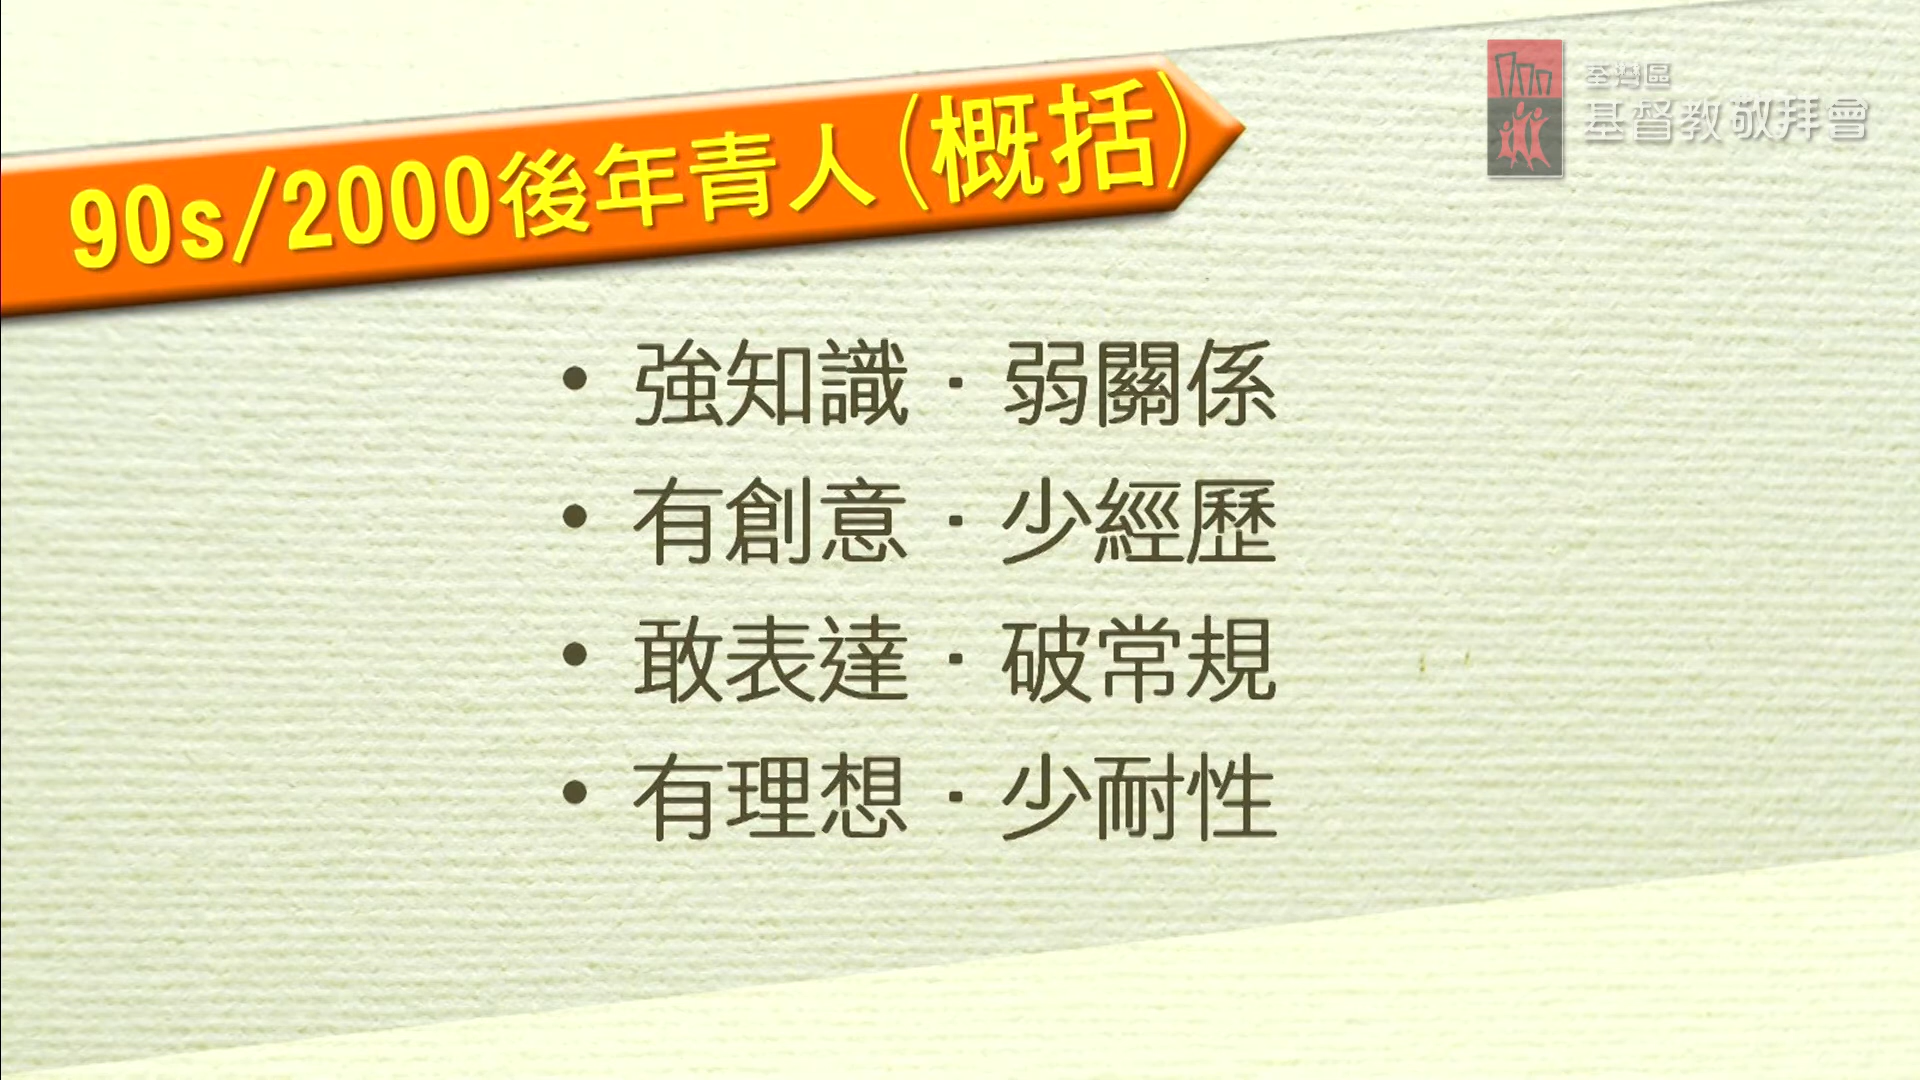 90s/2000後年青人(概括)
荃灣區
基督教敬拜會
• 強知識．弱關係
• 有創意．少經歷
• 敢表達．破常規
• 有理想．少耐性